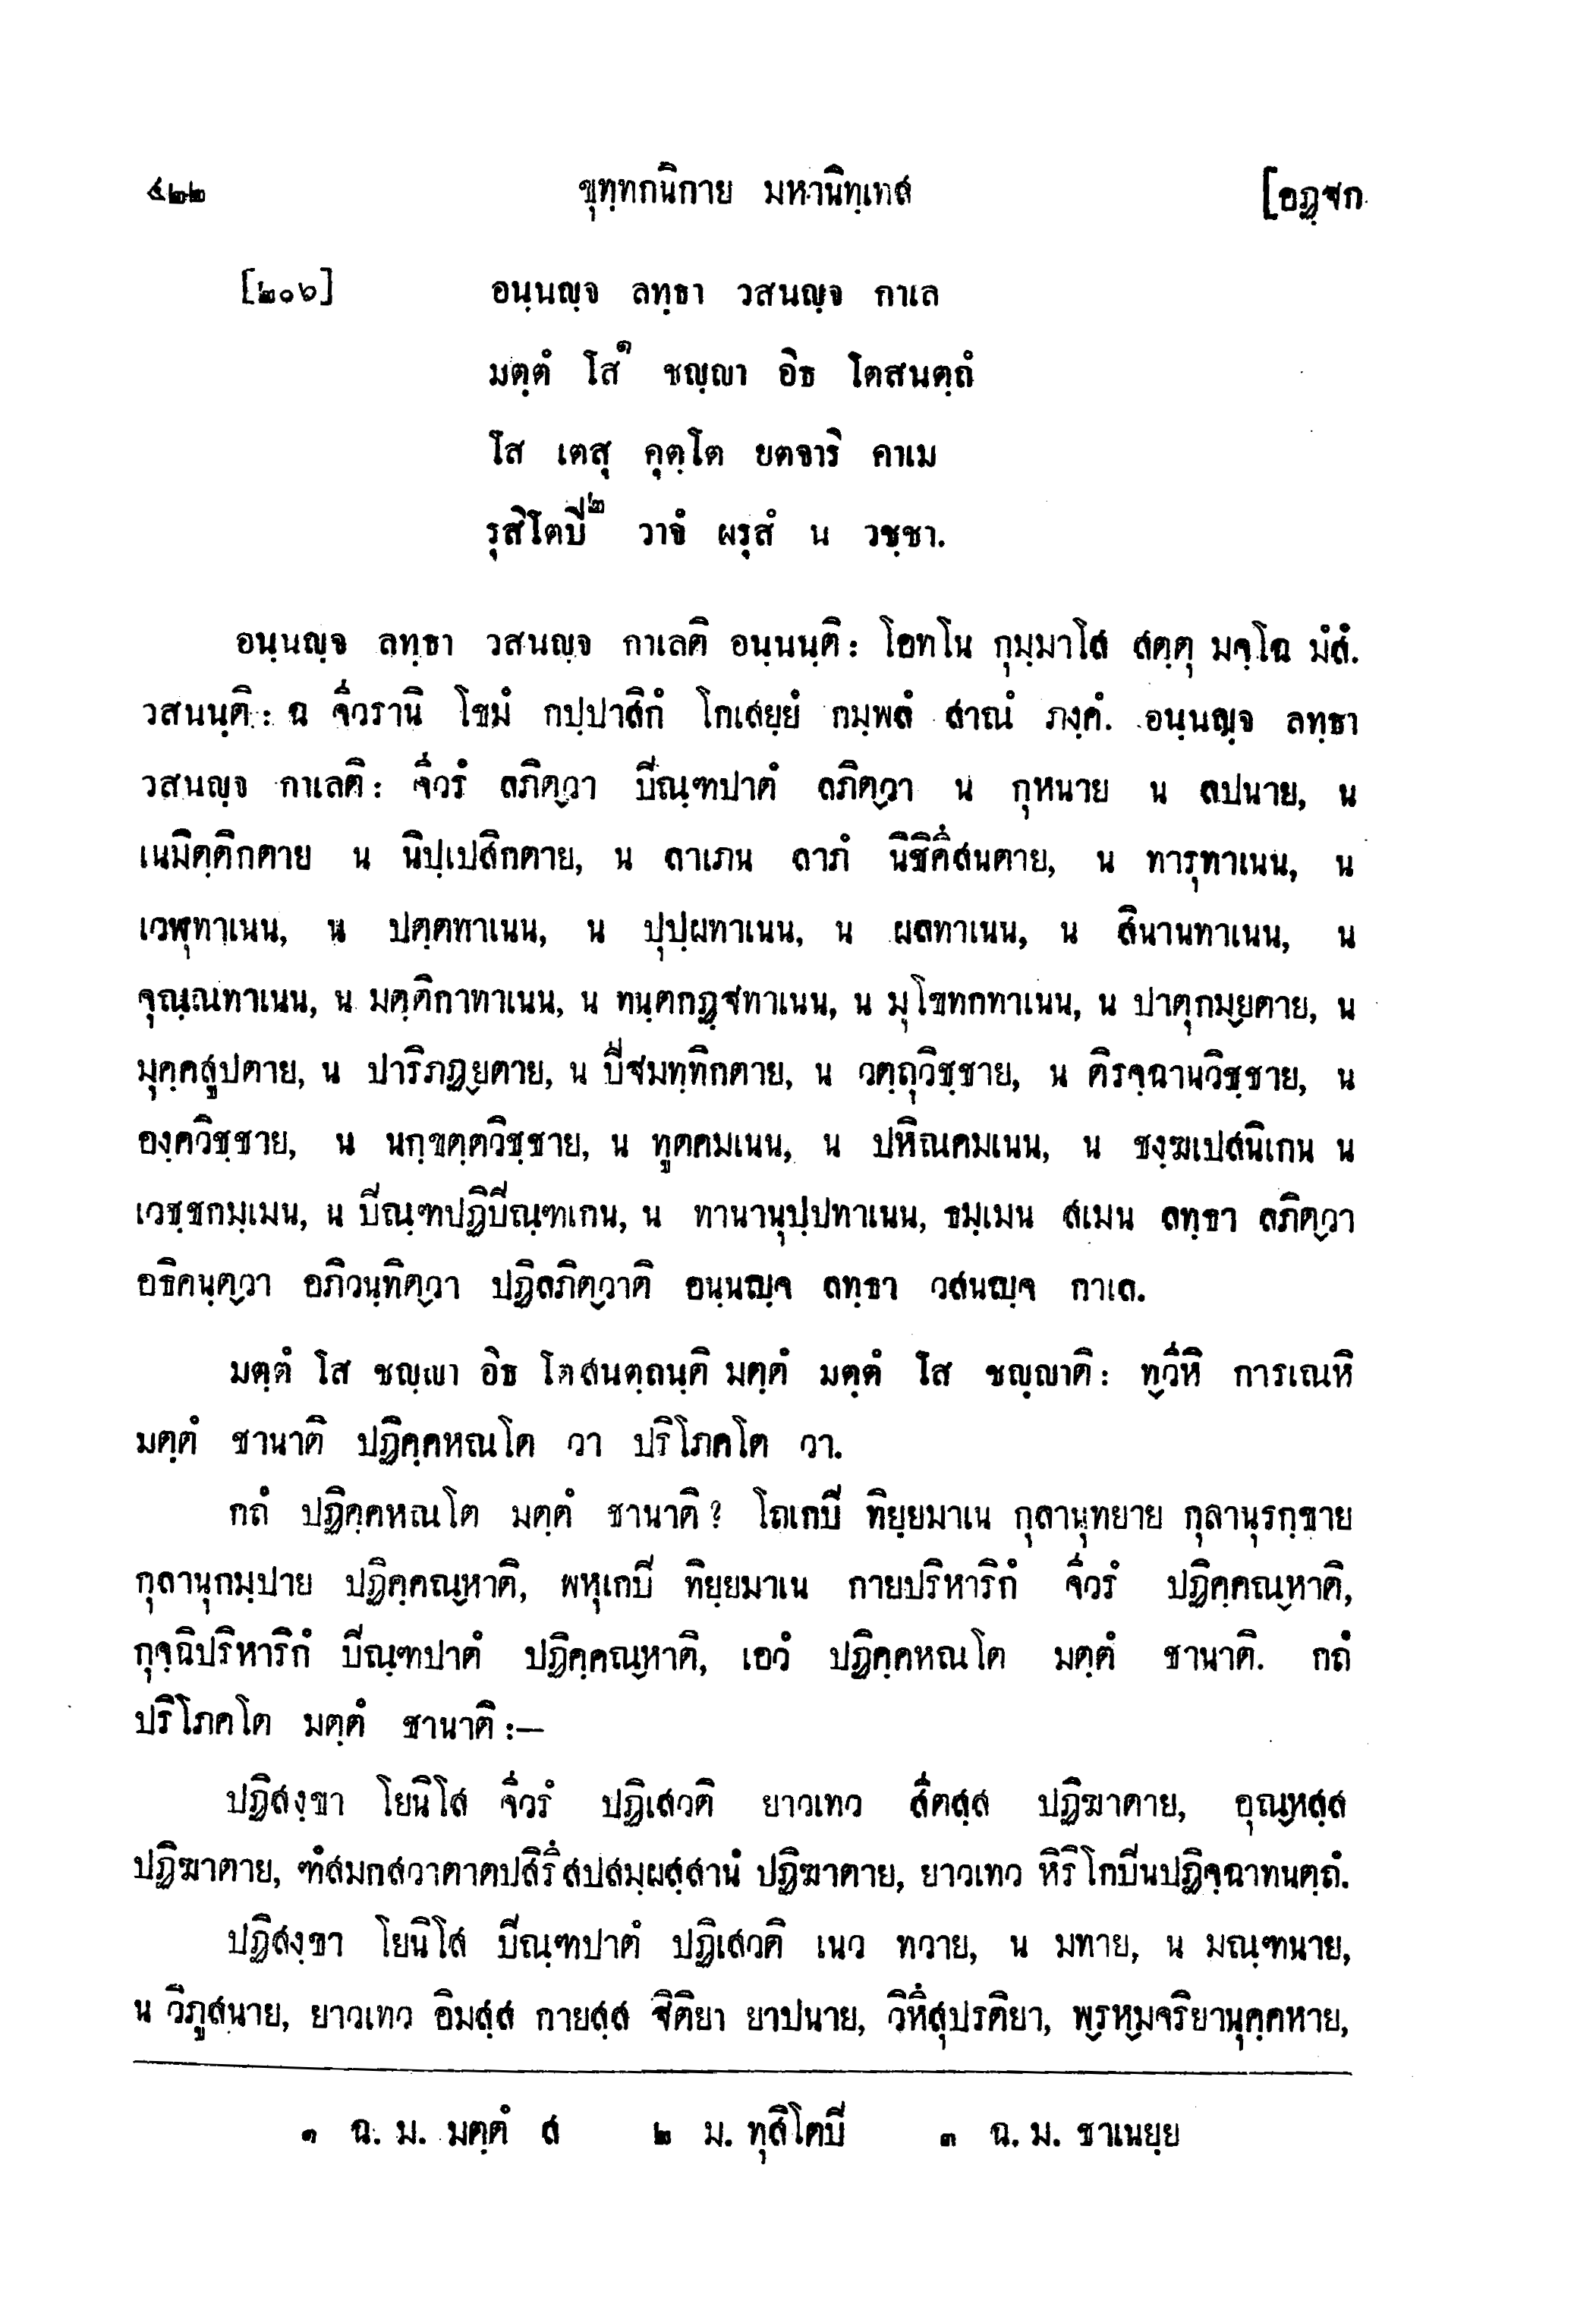 ๔๒๒ ขุทฺทกนิกาย มหานิทฺเทส [อฏฺฐก
[๒๐๖] อนฺนญฺจ ลทฺธา วสนญฺจ กาเล
มตฺตํ โส๑ ชญฺญา อิธ โตสนตฺถํ
โส เตสุ คุตฺโต ยตจาริ คาเม
รุสิโตปิ๒ วาจํ ผรุสํ น วชฺชา.
อนฺนญฺจ ลทฺธา วสนญฺจ กาเลติ อนฺนนฺติ: โอทโน กุมฺมาโส สตฺตุ มจฺโฉ มํสํ.
วสนนฺติ: ฉ จีวรานิ โขมํ กปฺปาสิกํ โกเสยฺยํ กมฺพลํ สาณํ ภงฺคํ. อนฺนญฺจ ลทฺธา
วสนญฺจ กาเลติ: จีวรํ ลภิตฺวา ปิณฺฑปาตํ ลภิตฺวา น กุหนาย น ลปนาย, น
เนมิตฺติกตาย น นิปฺเปสิกตาย, น ลาเภน ลาภํ นิชิคึสนตาย, น ทารุทาเนน, น
เวฬุทาเนน, น ปตฺตทาเนน, น ปุปฺผทาเนน, น ผลทาเนน, น สินานทาเนน, น
จุณฺณทาเนน, น มตฺติกาทาเนน, น ทนฺตกฏฺฐทาเนน, น มุโขทกทาเนน, น ปาตุกมฺยตาย, น
มุคฺคสูปตาย, น ปาริภฏฺยตาย, น ปีฐมทฺทิกตาย, น วตฺถุวิชฺชาย, น ติรจฺฉานวิชฺชาย, น
องฺควิชฺชาย, น นกฺขตฺตวิชฺชาย, น ทูตคมเนน, น ปหิณคมเนน, น ชงฺฆเปสนิเกน น
เวชฺชกมฺเมน, น ปิณฺฑปฏิปิณฺฑเกน, น ทานานุปฺปทาเนน, ธมฺเมน สเมน ลทฺธา ลภิตฺวา
อธิคนฺตฺวา อภิวนฺทิตฺวา ปฏิลภิตฺวาติ อนฺนญฺจ ลทฺธา วสนญฺจ กาเล.
มตฺตํ โส ชญฺญา อิธ โตสนตฺถนฺติ มตฺตํ มตฺตํ โส ชญฺญาติ: ทฺวีหิ การเณหิ
มตฺตํ ชานาติ ปฏิคฺคหณโต วา ปริโภคโต วา.
กถํ ปฏิคฺคหณโต มตฺตํ ชานาติ ? โถเกปิ ทิยฺยมาเน กุลานุทยาย กุลานุรกฺขาย
กุลานุกมฺปาย ปฏิคฺคณฺหาติ, พหุเกปิ ทิยฺยมาเน กายปริหาริกํ จีวรํ ปฏิคฺคณฺหาติ,
กุจฺฉิปริหาริกํ ปิณฺฑปาตํ ปฏิคฺคณฺหาติ, เอวํ ปฏิคฺคหณโต มตฺตํ ชานาติ. กถํ
ปริโภคโต มตฺตํ ชานาติ :—
ปฏิสงฺขา โยนิโส จีวรํ ปฏิเสวติ ยาวเทว สีตสฺส ปฏิฆาตาย, อุณฺหสฺส
ปฏิฆาตาย, ฑํสมกสวาตาตปสิรึสปสมฺผสฺสานํ ปฏิฆาตาย, ยาวเทว หิริโกปินปฏิจฺฉาทนตฺถํ.
ปฏิสงฺขา โยนิโส ปิณฺฑปาตํ ปฏิเสวติ เนว ทวาย, น มทาย, น มณฺฑนาย,
น วิภูสนาย, ยาวเทว อิมสฺส กายสฺส ฐิติยา ยาปนาย, วิหึสุปรติยา, พฺรหฺมจริยานุคฺคหาย,
๑ ฉ. ม. มตฺตํ ส ๒ ม. ทุสิโตปิ ๓ ฉ. ม. ชาเนยฺย